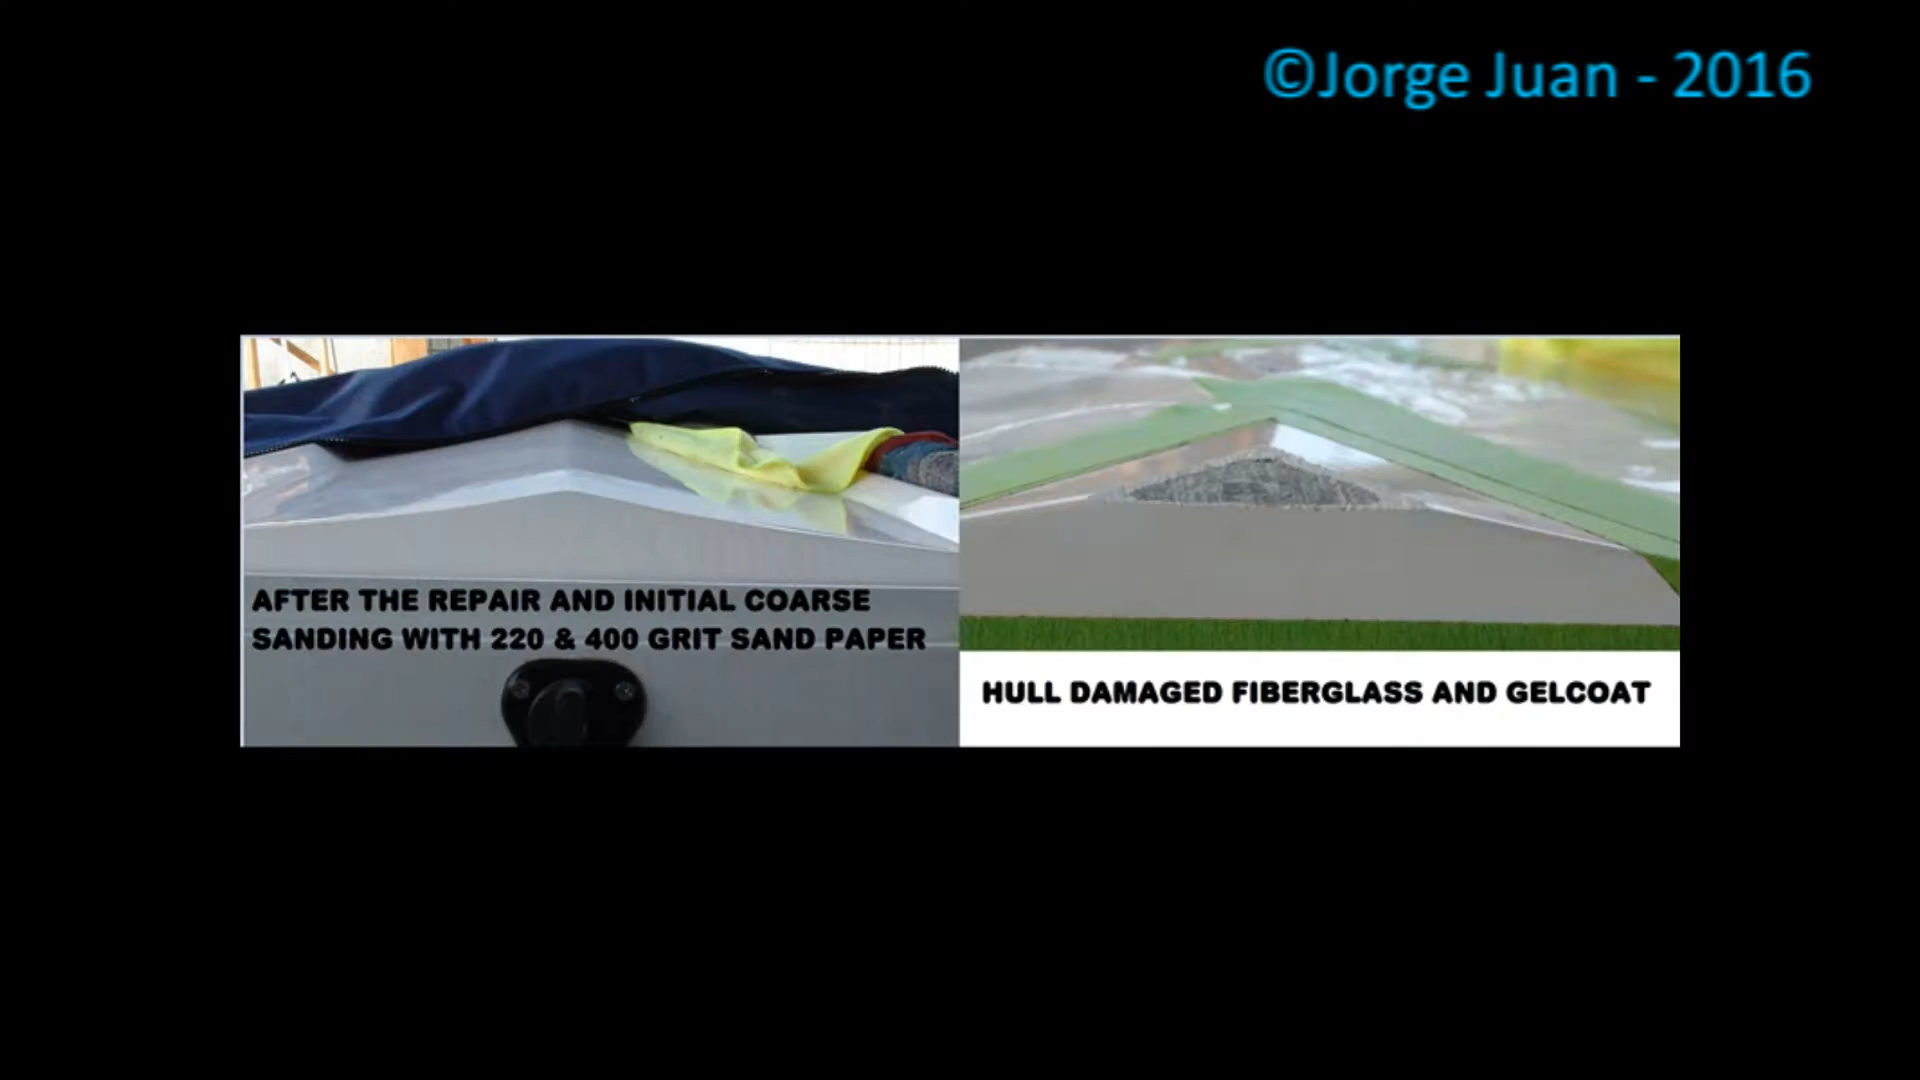 ©Jorge Juan - 2016
AFTER THE REPAIR AND INITIAL COARSE
SANDING WITH 220 & 400 GRIT SAND PAPER
HULL DAMAGED FIBERGLASS AND GELCOAT